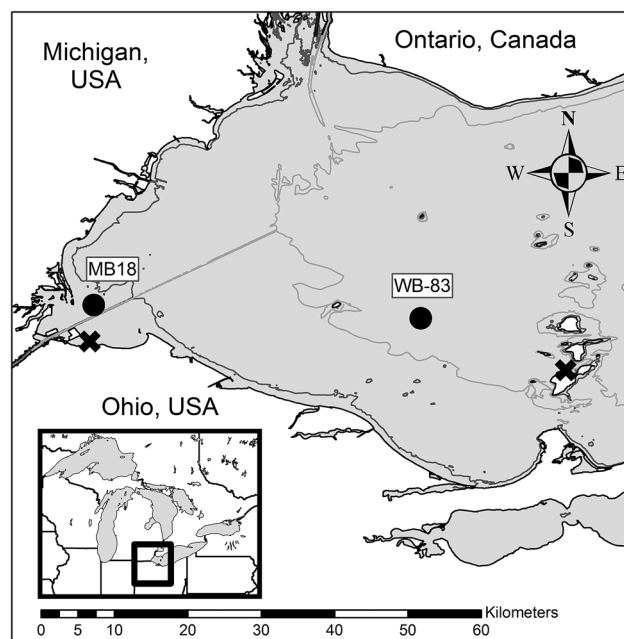 Michigan,
USA
Ontario, Canada
N
W
E
S
MB18
WB-83
Ohio, USA
Kilometers
0 5 10 20 30 40 50 60